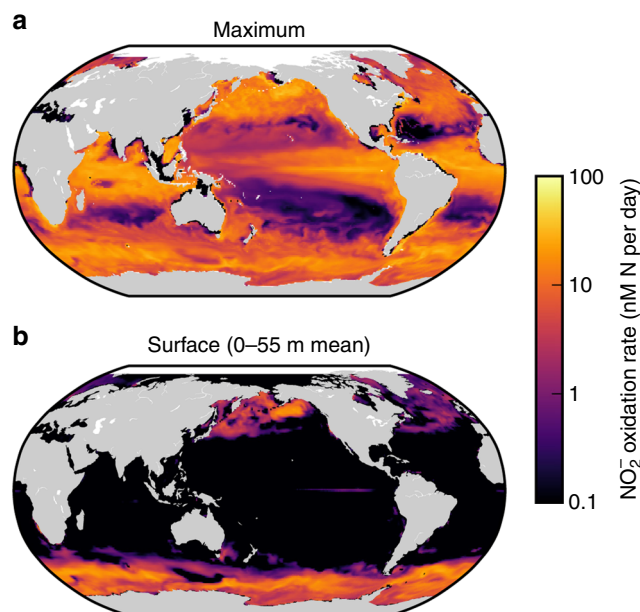 a
Maximum
b
Surface (0–55 m mean)
100
10
1
0.1
NO₂⁻ oxidation rate (nM N per day)